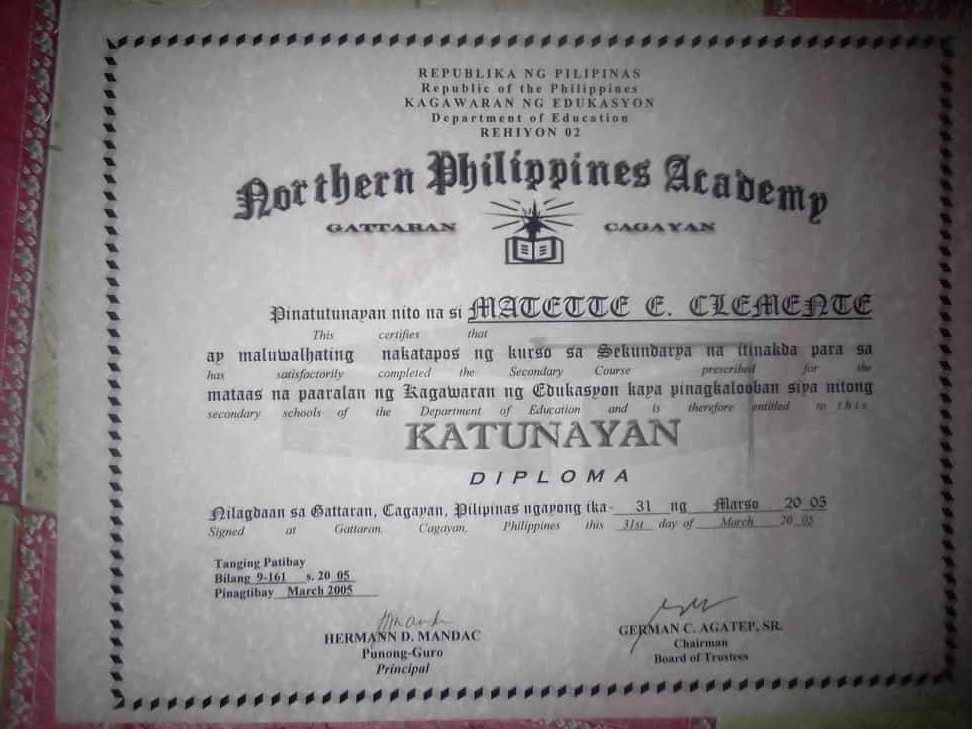 REPUBLIKA NG PILIPINAS
Republic of the Philippines
KAGAWARAN NG EDUKASYON
Department of Education
REHIYON 02
Northern Philippines Academy
GATTARAN CAGAYAN
Pinatutunayan nito na si MATETTE E. CLEMENTE
This certifies that
ay maluwalhating nakatapos ng kurso sa Sekundarya na itinakda para sa
has satisfactorily completed the Secondary Course prescribed for the
mataas na paaralan ng Kagawaran ng Edukasyon kaya pinagkalooban siya nitong
secondary schools of the Department of Education and is therefore entitled to this
KATUNAYAN
DIPLOMA
Nilagdaan sa Gattaran, Cagayan, Pilipinas ngayong ika- 31 ng Marso 20 05
Signed at Gattaran, Cagayan, Philippines this 31st day of March 20 05
Tanging Patibay
Bilang 9-161 s. 20 05
Pinagtibay March 2005
HERMANN D. MANDAC
Punong-Guro
Principal
GERMAN C. AGATEP, SR.
Chairman
Board of Trustees